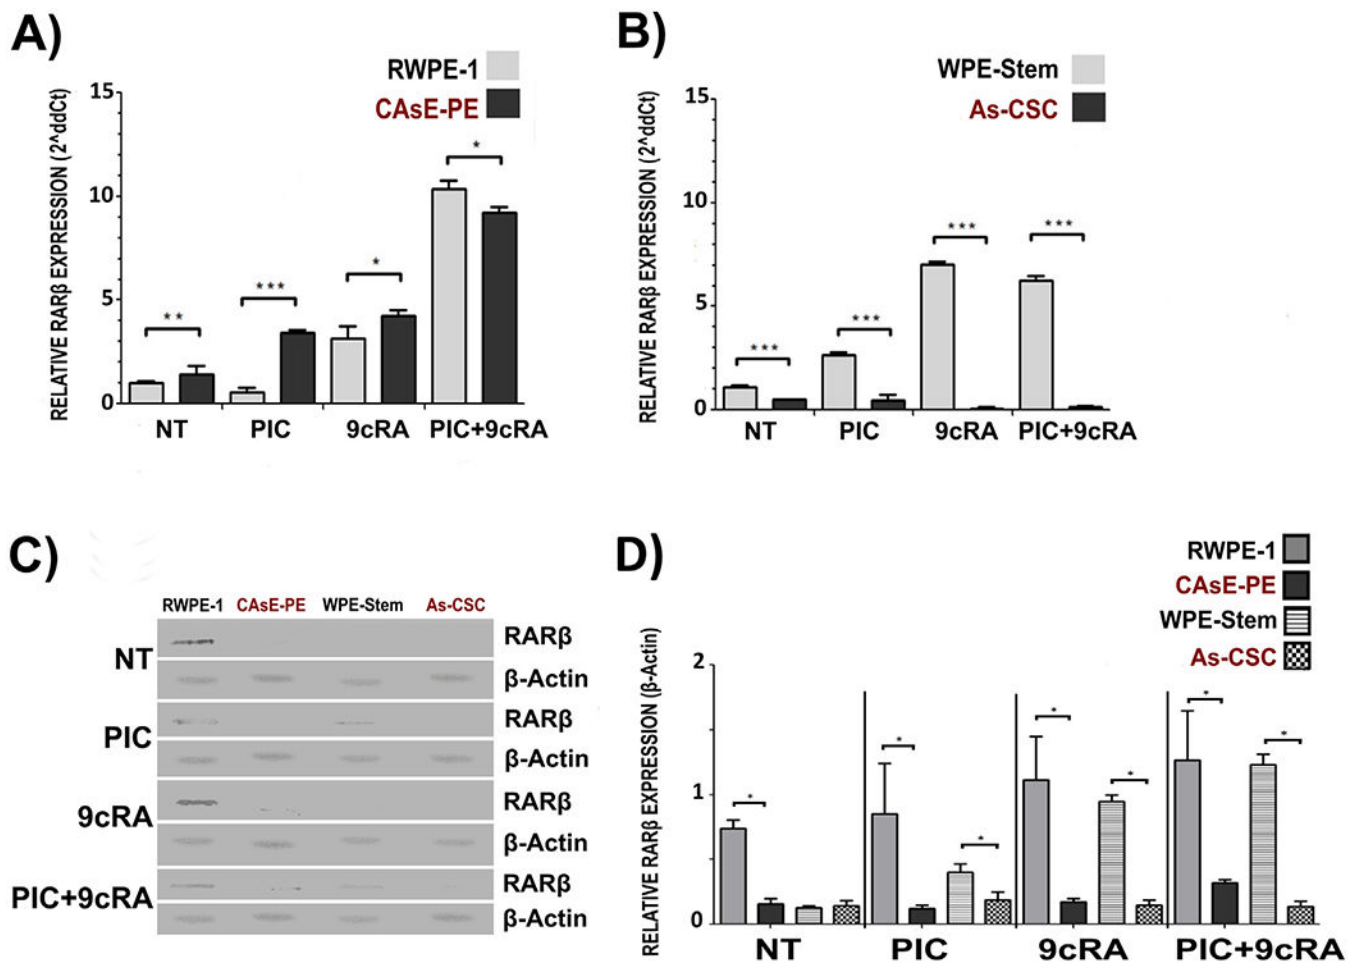 A)
RWPE-1
CAsE-PE
RELATIVE RARβ EXPRESSION (2^ddCt)
15
10
5
0
**
***
*
*
NT
PIC
9cRA
PIC+9cRA
B)
WPE-Stem
As-CSC
RELATIVE RARβ EXPRESSION (2^ddCt)
15
10
5
0
***
***
***
***
NT
PIC
9cRA
PIC+9cRA
C)
RWPE-1 CAsE-PE WPE-Stem As-CSC
NT
RARβ
β-Actin
PIC
RARβ
β-Actin
9cRA
RARβ
β-Actin
PIC+9cRA
RARβ
β-Actin
D)
RWPE-1
CAsE-PE
WPE-Stem
As-CSC
RELATIVE RARβ EXPRESSION (β-Actin)
2
1
0
*
*
*
*
*
*
*
NT
PIC
9cRA
PIC+9cRA